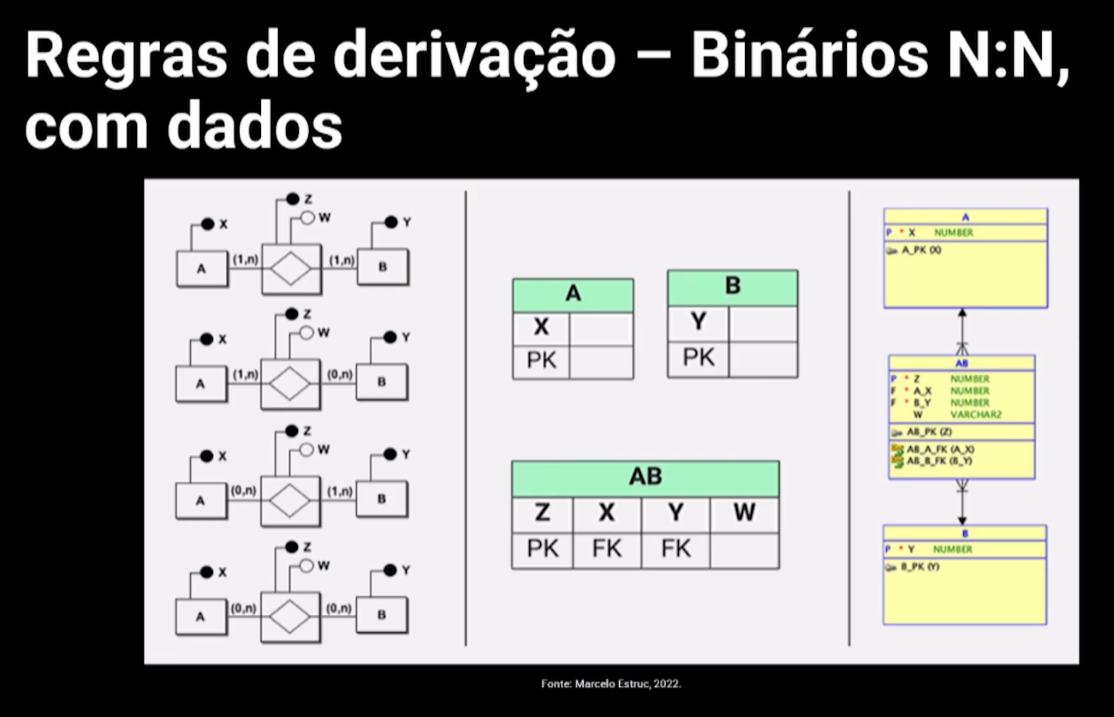 Regras de derivação – Binários N:N,
com dados
Z
W
X
Y
A
(1,n)
(1,n)
B
Z
W
X
Y
A
(1,n)
(0,n)
B
Z
W
X
Y
A
(0,n)
(1,n)
B
Z
W
X
Y
A
(0,n)
(0,n)
B
A
X
PK
B
Y
PK
AB
Z X Y W
PK FK FK
A
P * X NUMBER
A_PK (X)
AB
P * Z NUMBER
F * A_X NUMBER
F * B_Y NUMBER
W VARCHAR2
AB_PK (Z)
AB_A_FK (A_X)
AB_B_FK (B_Y)
B
P * Y NUMBER
B_PK (Y)
Fonte: Marcelo Estruc, 2022.